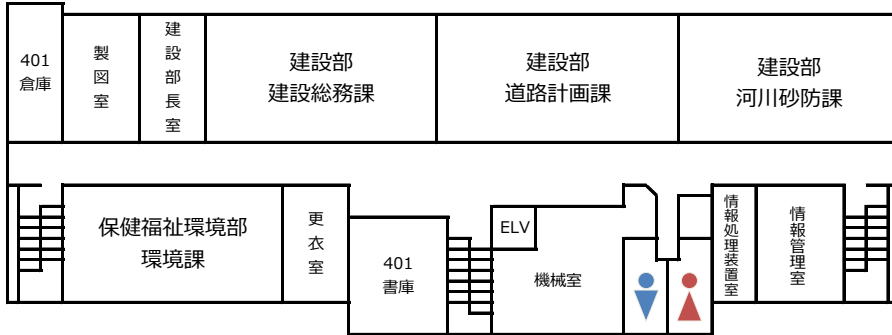 401
倉庫
製図室
建設部長室
建設部
建設総務課
建設部
道路計画課
建設部
河川砂防課
保健福祉環境部
環境課
更衣室
401
書庫
ELV
機械室
情報処理装置室
情報管理室